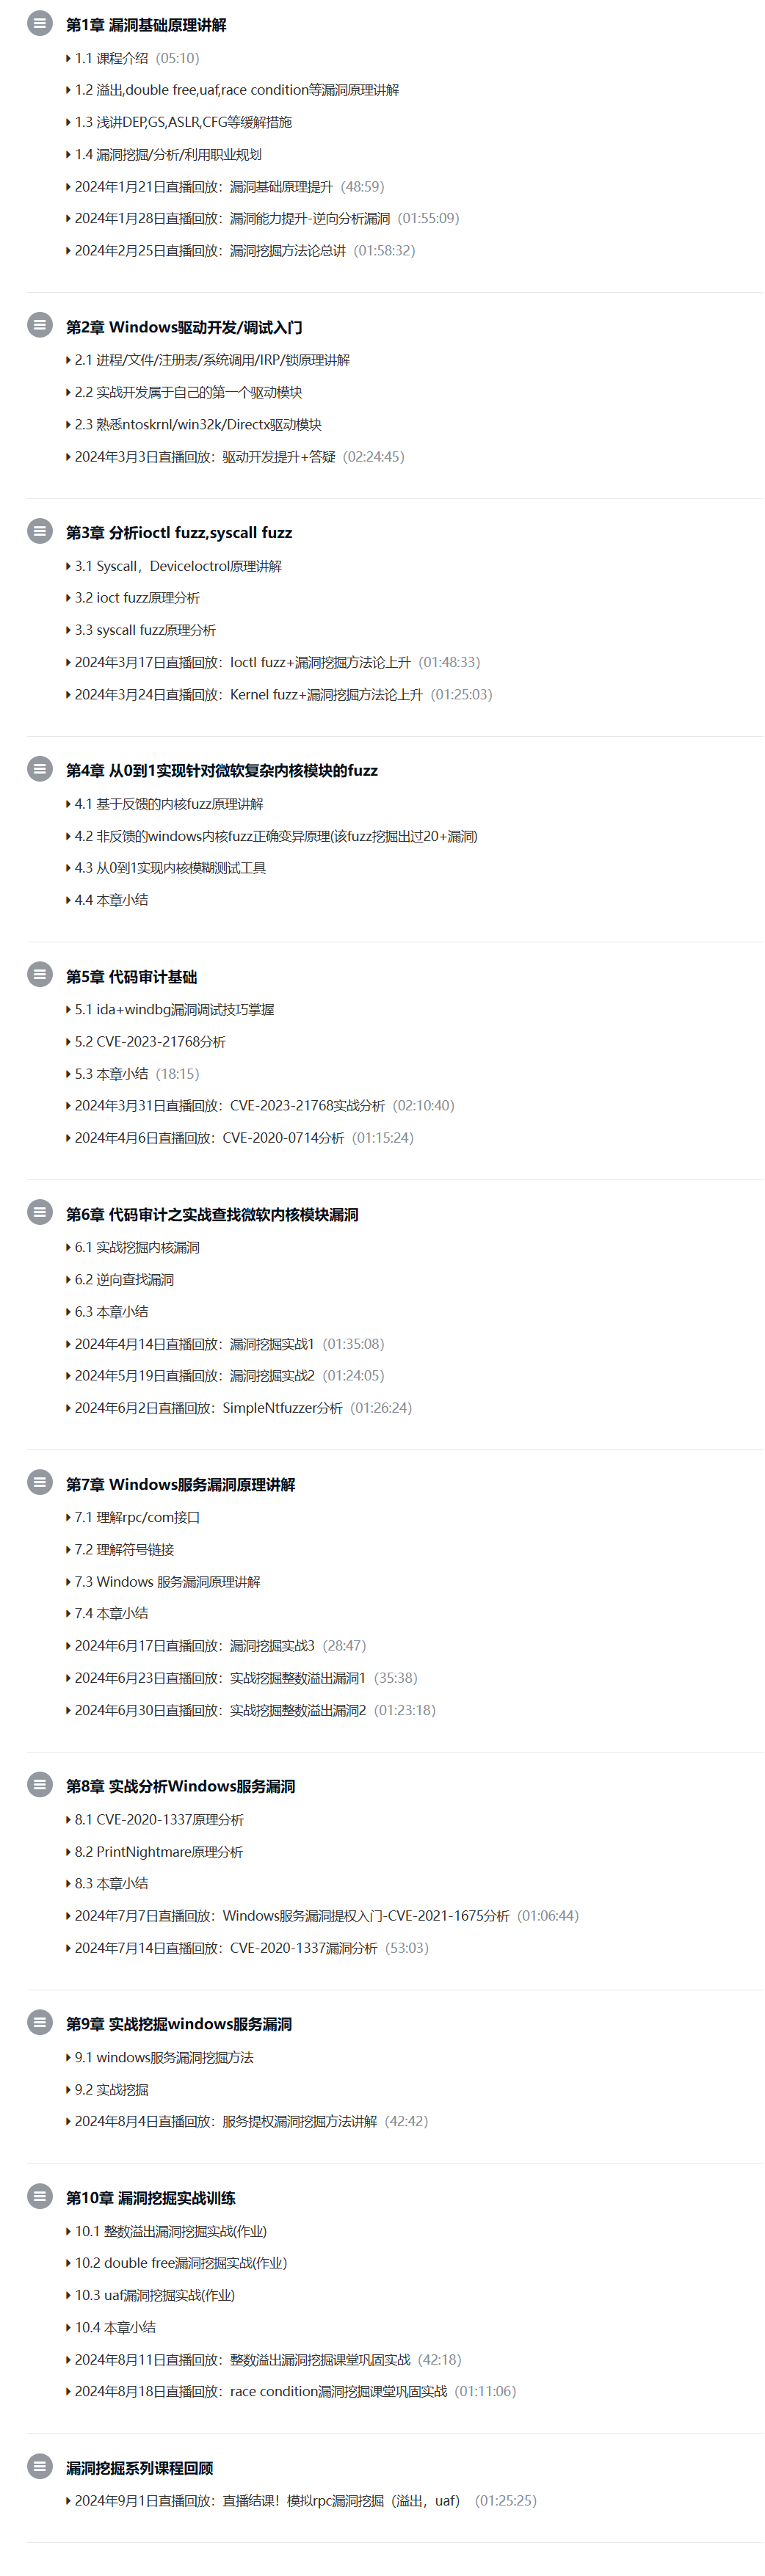 第1章 漏洞基础原理讲解
1.1 课程介绍（05:10）
1.2 溢出,double free,uaf,race condition等漏洞原理讲解
1.3 浅讲DEP,GS,ASLR,CFG等缓解措施
1.4 漏洞挖掘/分析/利用职业规划
2024年1月21日直播回放：漏洞基础原理提升（48:59）
2024年1月28日直播回放：漏洞能力提升-逆向分析漏洞（01:55:09）
2024年2月25日直播回放：漏洞挖掘方法论总讲（01:58:32）
第2章 Windows驱动开发/调试入门
2.1 进程/文件/注册表/系统调用/IRP/锁原理讲解
2.2 实战开发属于自己的第一个驱动模块
2.3 熟悉ntoskrnl/win32k/Directx驱动模块
2024年3月3日直播回放：驱动开发提升+答疑（02:24:45）
第3章 分析ioctl fuzz,syscall fuzz
3.1 Syscall，DeviceIoctrol原理讲解
3.2 ioct fuzz原理分析
3.3 syscall fuzz原理分析
2024年3月17日直播回放：Ioctl fuzz+漏洞挖掘方法论上升（01:48:33）
2024年3月24日直播回放：Kernel fuzz+漏洞挖掘方法论上升（01:25:03）
第4章 从0到1实现针对微软复杂内核模块的fuzz
4.1 基于反馈的内核fuzz原理讲解
4.2 非反馈的windows内核fuzz正确变异原理(该fuzz挖掘出过20+漏洞)
4.3 从0到1实现内核模糊测试工具
4.4 本章小结
第5章 代码审计基础
5.1 ida+windbg漏洞调试技巧掌握
5.2 CVE-2023-21768分析
5.3 本章小结（18:15）
2024年3月31日直播回放：CVE-2023-21768实战分析（02:10:40）
2024年4月6日直播回放：CVE-2020-0714分析（01:15:24）
第6章 代码审计之实战查找微软内核模块漏洞
6.1 实战挖掘内核漏洞
6.2 逆向查找漏洞
6.3 本章小结
2024年4月14日直播回放：漏洞挖掘实战1（01:35:08）
2024年5月19日直播回放：漏洞挖掘实战2（01:24:05）
2024年6月2日直播回放：SimpleNtfuzzer分析（01:26:24）
第7章 Windows服务漏洞原理讲解
7.1 理解rpc/com接口
7.2 理解符号链接
7.3 Windows 服务漏洞原理讲解
7.4 本章小结
2024年6月17日直播回放：漏洞挖掘实战3（28:47）
2024年6月23日直播回放：实战挖掘整数溢出漏洞1（35:38）
2024年6月30日直播回放：实战挖掘整数溢出漏洞2（01:23:18）
第8章 实战分析Windows服务漏洞
8.1 CVE-2020-1337原理分析
8.2 PrintNightmare原理分析
8.3 本章小结
2024年7月7日直播回放：Windows服务漏洞提权入门-CVE-2021-1675分析（01:06:44）
2024年7月14日直播回放：CVE-2020-1337漏洞分析（53:03）
第9章 实战挖掘windows服务漏洞
9.1 windows服务漏洞挖掘方法
9.2 实战挖掘
2024年8月4日直播回放：服务提权漏洞挖掘方法讲解（42:42）
第10章 漏洞挖掘实战训练
10.1 整数溢出漏洞挖掘实战(作业)
10.2 double free漏洞挖掘实战(作业）
10.3 uaf漏洞挖掘实战(作业)
10.4 本章小结
2024年8月11日直播回放：整数溢出漏洞挖掘课堂巩固实战（42:18）
2024年8月18日直播回放：race condition漏洞挖掘课堂巩固实战（01:11:06）
漏洞挖掘系列课程回顾
2024年9月1日直播回放：直播结课！模拟rpc漏洞挖掘（溢出，uaf）（01:25:25）